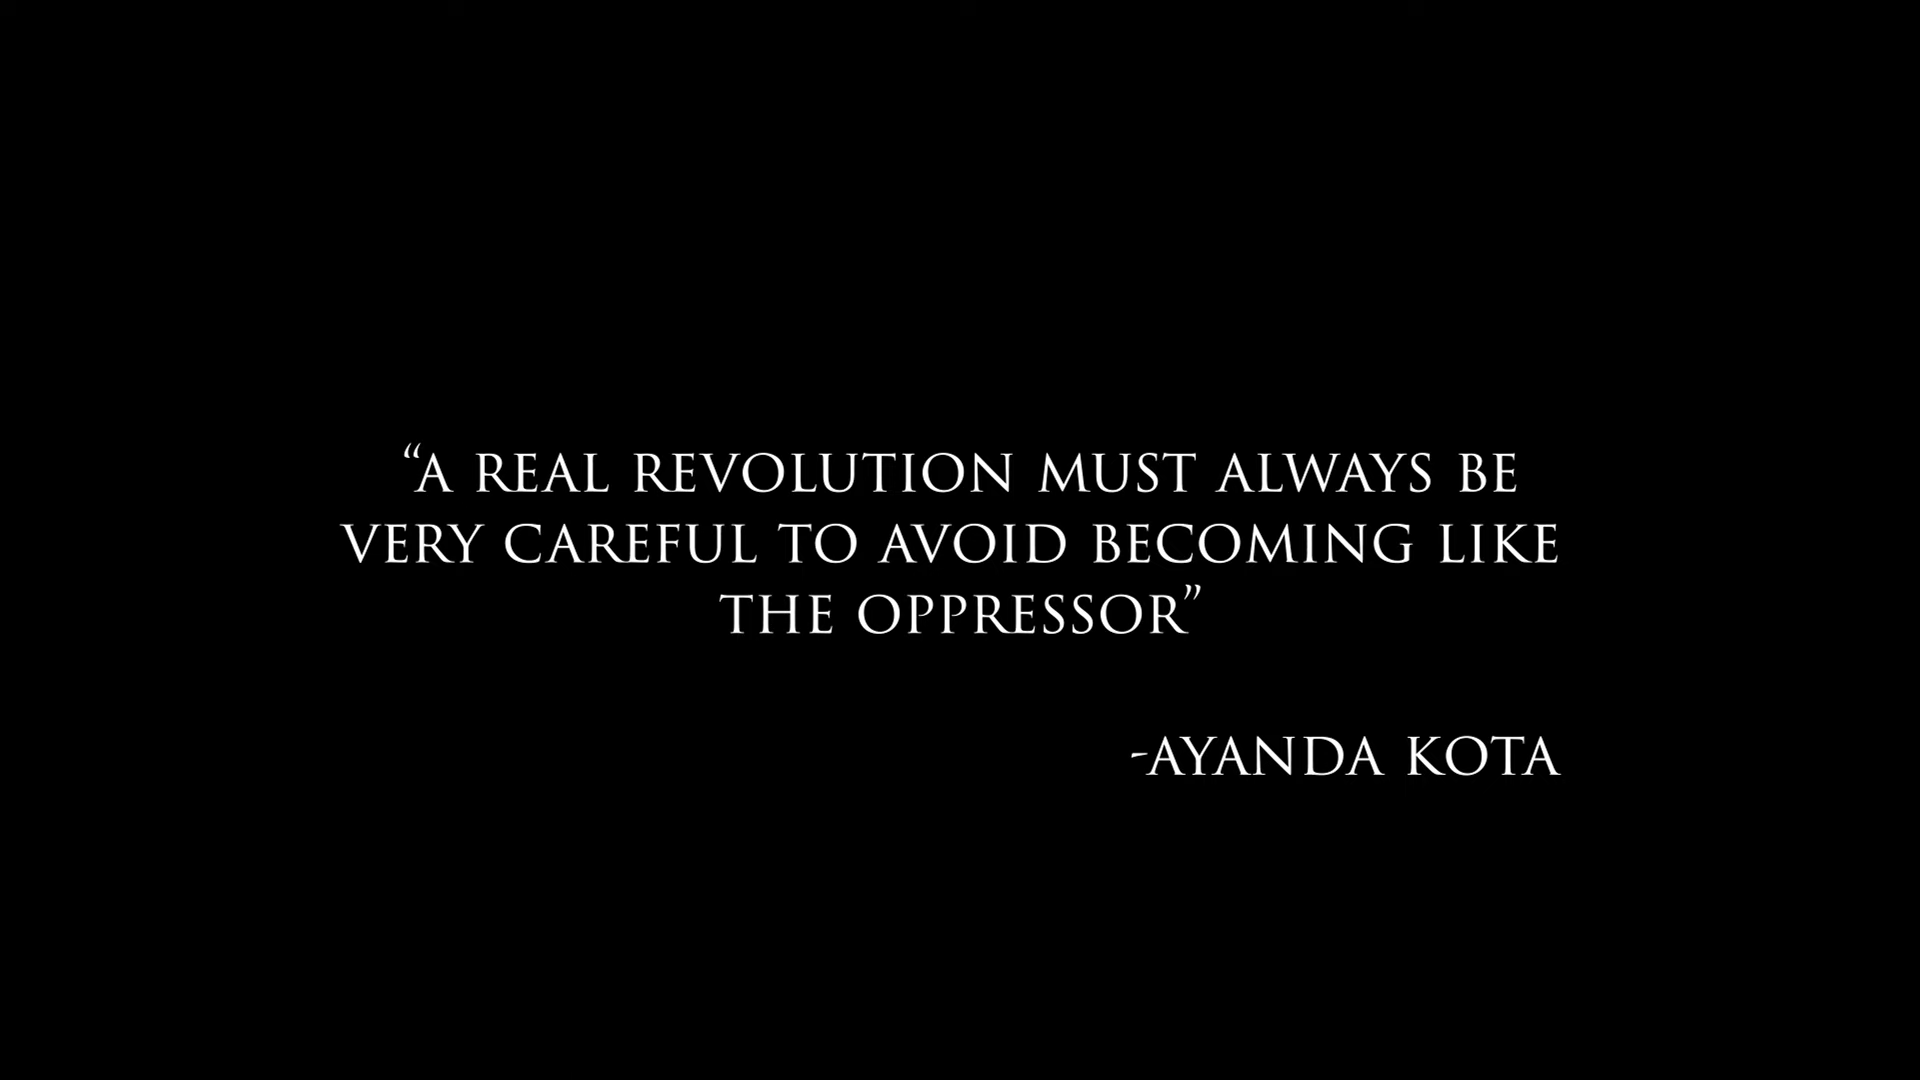 “A REAL REVOLUTION MUST ALWAYS BE
VERY CAREFUL TO AVOID BECOMING LIKE
THE OPPRESSOR”
-AYANDA KOTA